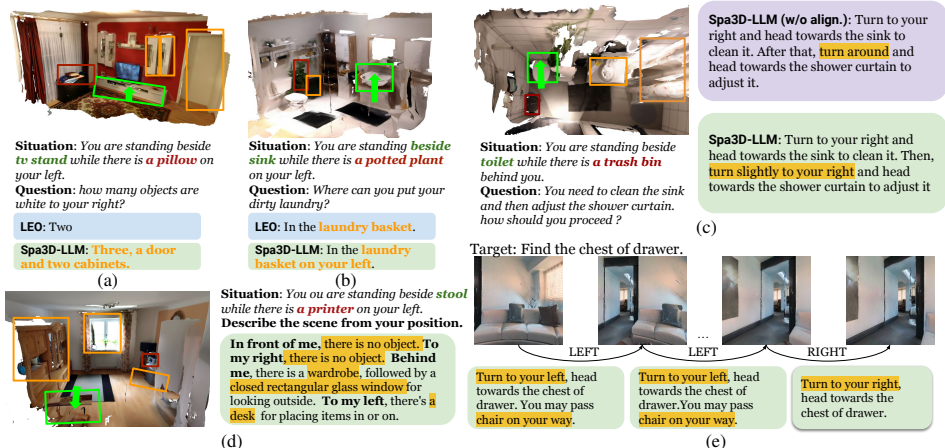 Situation: You are standing beside
tv stand while there is a pillow on
your left.
Question: how many objects are
white to your right?
LEO: Two
Spa3D-LLM: Three, a door
and two cabinets.
(a)
Situation: You are standing beside
sink while there is a potted plant
on your left.
Question: Where can you put your
dirty laundry?
LEO: In the laundry basket.
Spa3D-LLM: In the laundry
basket on your left.
(b)
Situation: You are standing beside
toilet while there is a trash bin
behind you.
Question: You need to clean the sink
and then adjust the shower curtain.
how should you proceed ?
Spa3D-LLM (w/o align.): Turn to your
right and head towards the sink to
clean it. After that, turn around and
head towards the shower curtain to
adjust it.
Spa3D-LLM: Turn to your right and
head towards the sink to clean it. Then,
turn slightly to your right and head
towards the shower curtain to adjust it
(c)
Situation: You ou are standing beside stool
while there is a printer on your left.
Describe the scene from your position.
In front of me, there is no object. To
my right, there is no object. Behind
me, there is a wardrobe, followed by a
closed rectangular glass window for
looking outside. To my left, there's a
desk for placing items in or on.
(d)
Target: Find the chest of drawer.
...
LEFT
LEFT
RIGHT
Turn to your left, head
towards the chest of
drawer. You may pass
chair on your way.
Turn to your left, head
towards the chest of
drawer.You may pass
chair on your way.
Turn to your right,
head towards the
chest of drawer.
(e)